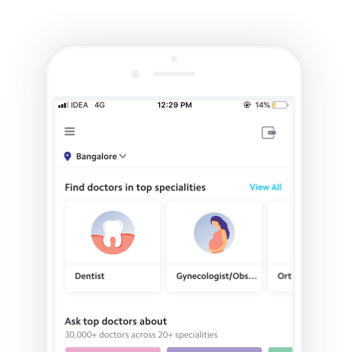 IDEA 4G 12:29 PM 14%
Bangalore
Find doctors in top specialities View All
Dentist Gynecologist/Obs... Ort
Ask top doctors about
30,000+ doctors across 20+ specialities